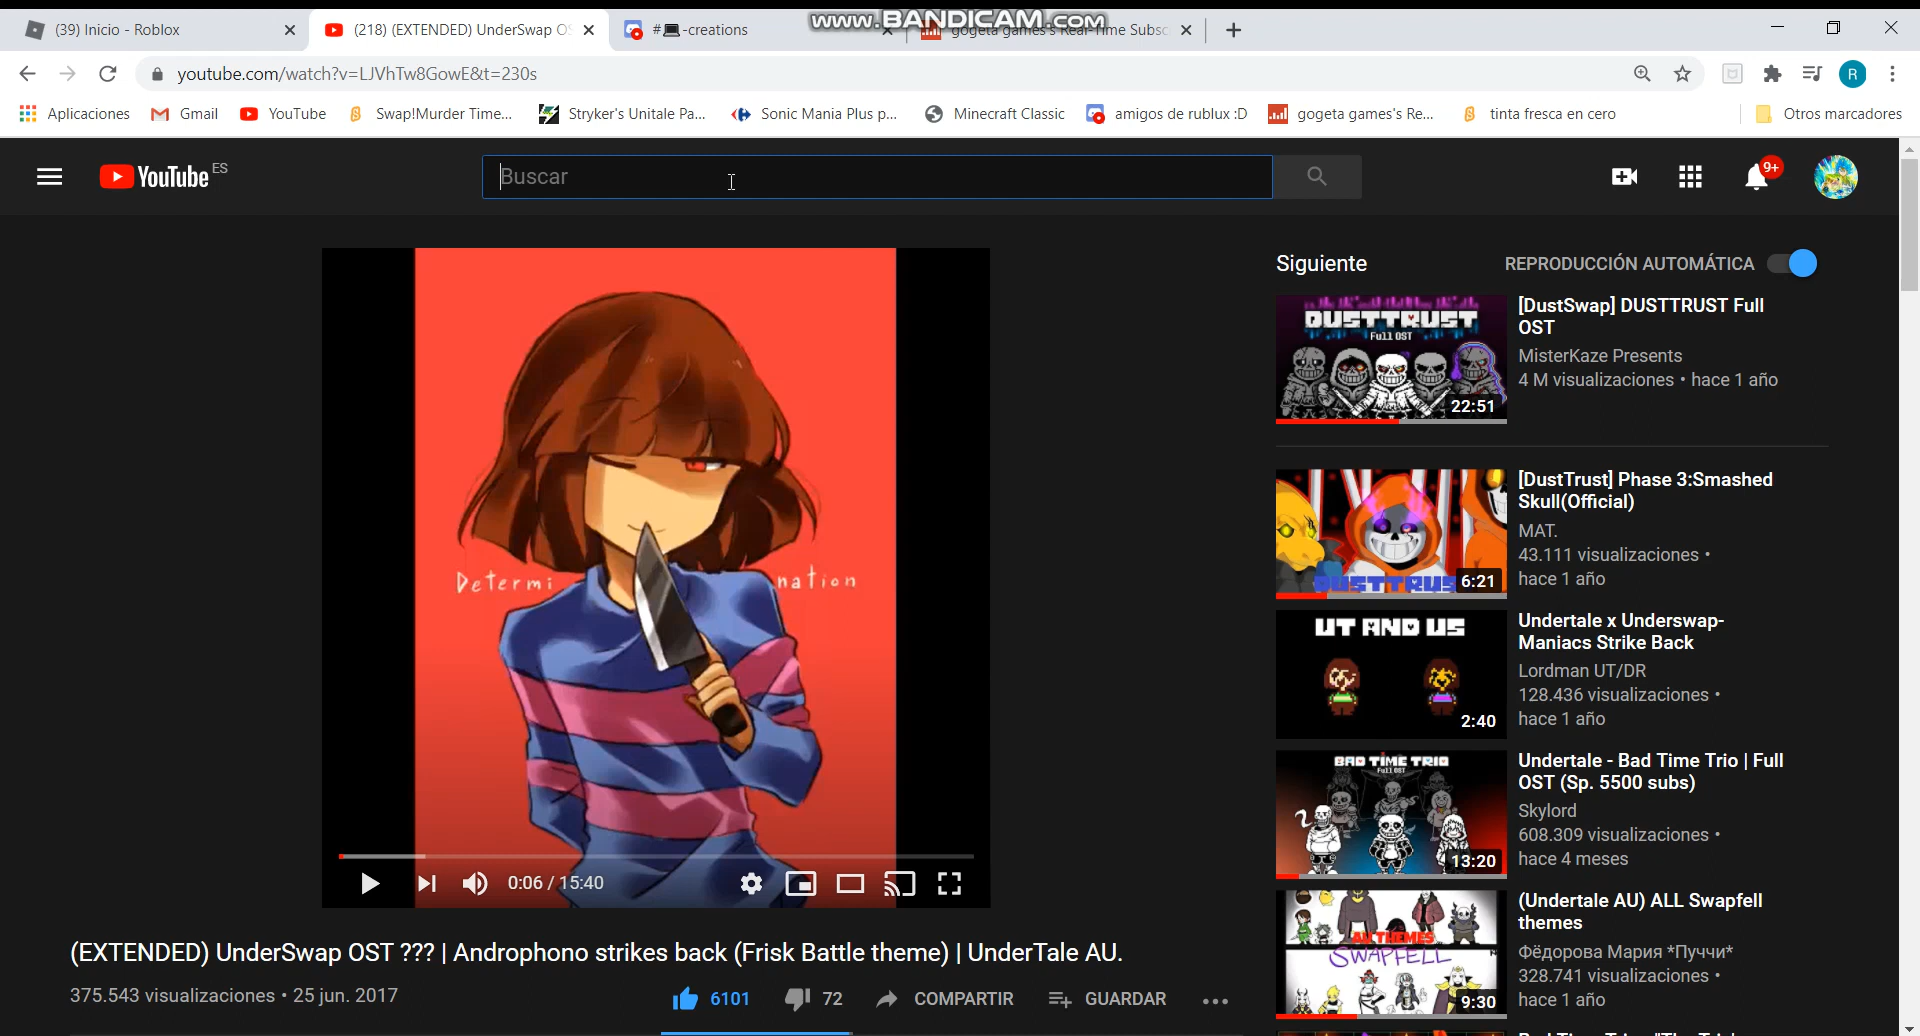 www.BANDICAM.COM
(39) Inicio - Roblox
(218) (EXTENDED) UnderSwap OS
#💻-creations
gogeta games's Real-Time Subsc
youtube.com/watch?v=LJVhTw8GowE&t=230s
R
Aplicaciones
Gmail
YouTube
Swap!Murder Time...
Stryker's Unitale Pa...
Sonic Mania Plus p...
Minecraft Classic
amigos de rublux :D
gogeta games's Re...
tinta fresca en cero
Otros marcadores
YouTube ES
Buscar
9+
Determi nation
0:06 / 15:40
(EXTENDED) UnderSwap OST ??? | Androphono strikes back (Frisk Battle theme) | UnderTale AU.
375.543 visualizaciones • 25 jun. 2017
6101
72
COMPARTIR
GUARDAR
Siguiente
REPRODUCCIÓN AUTOMÁTICA
DUSTTRUST
Full OST
22:51
[DustSwap] DUSTTRUST Full
OST
MisterKaze Presents
4 M visualizaciones • hace 1 año
DUSTTRUS
6:21
[DustTrust] Phase 3:Smashed
Skull(Official)
MAT.
43.111 visualizaciones •
hace 1 año
UT AND US
2:40
Undertale x Underswap-
Maniacs Strike Back
Lordman UT/DR
128.436 visualizaciones •
hace 1 año
BAD TIME TRIO
Full OST
13:20
Undertale - Bad Time Trio | Full
OST (Sp. 5500 subs)
Skylord
608.309 visualizaciones •
hace 4 meses
AU THEMES
SWAPFELL
9:30
(Undertale AU) ALL Swapfell
themes
Фёдорова Мария *Пуччи*
328.741 visualizaciones •
hace 1 año